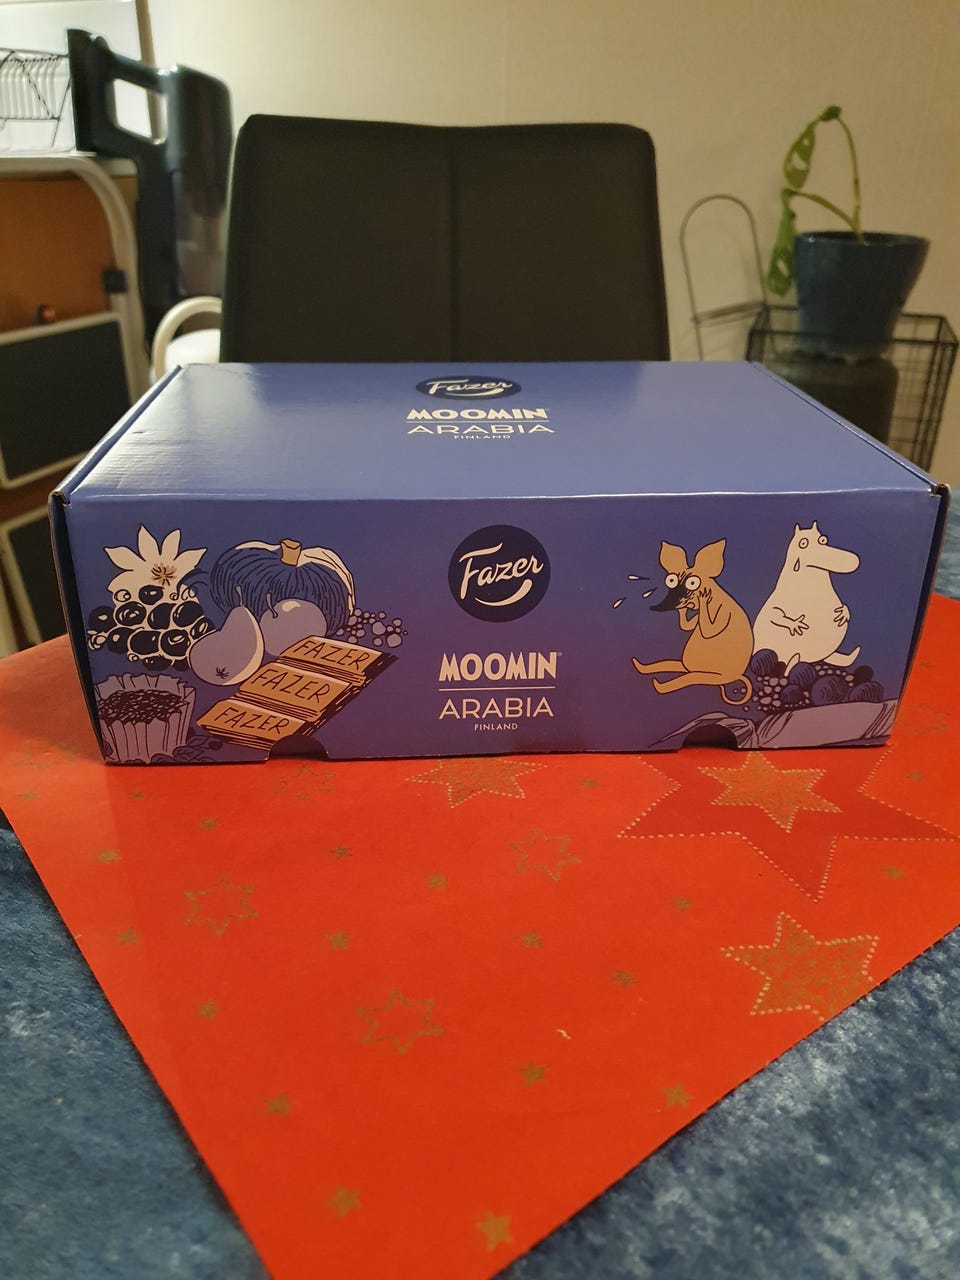 Fazer
MOOMIN
ARABIA
FINLAND
Fazer
MOOMIN®
ARABIA
FINLAND
FAZER
FAZER
FAZER